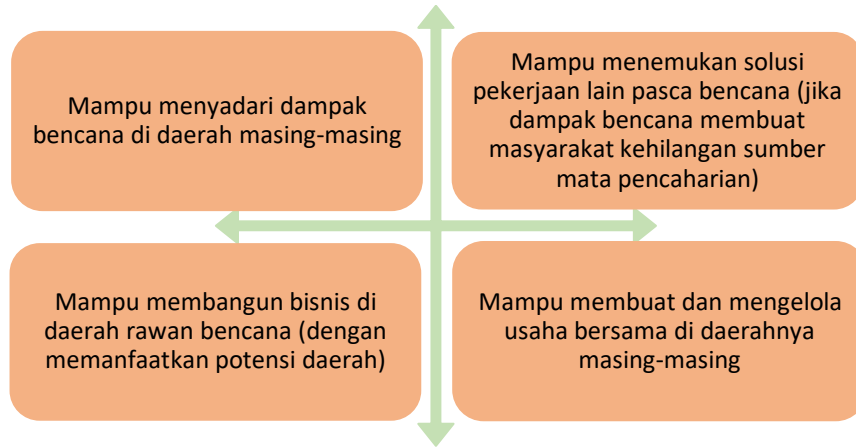 Mampu menyadari dampak
bencana di daerah masing-masing
Mampu menemukan solusi
pekerjaan lain pasca bencana (jika
dampak bencana membuat
masyarakat kehilangan sumber
mata pencaharian)
Mampu membangun bisnis di
daerah rawan bencana (dengan
memanfaatkan potensi daerah)
Mampu membuat dan mengelola
usaha bersama di daerahnya
masing-masing